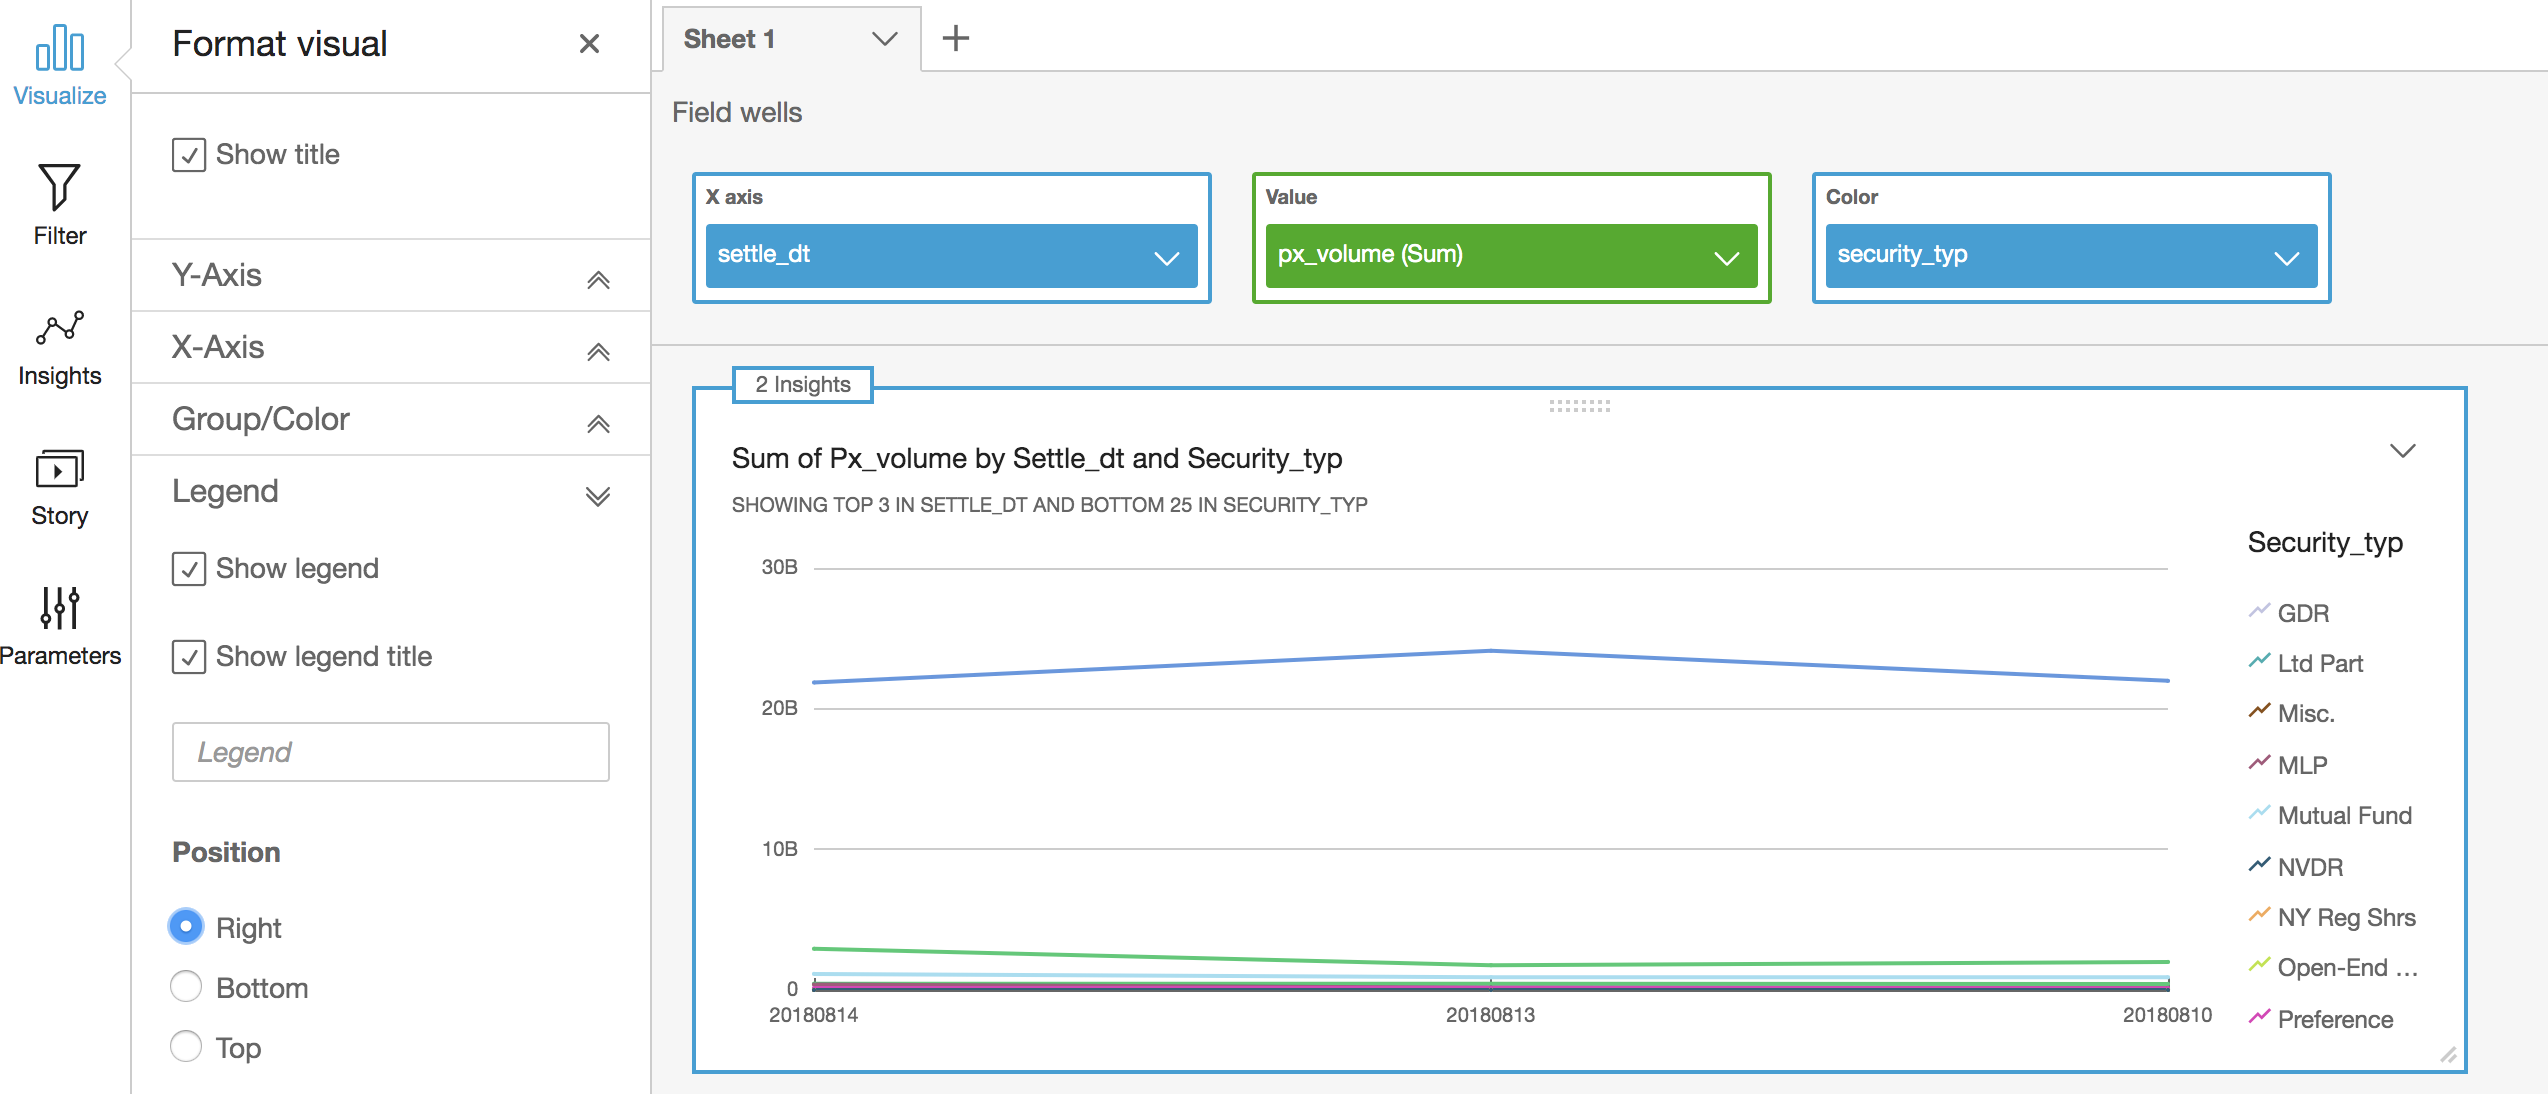 Visualize
Filter
Insights
Story
Parameters
Format visual
Show title
Y-Axis
X-Axis
Group/Color
Legend
Show legend
Show legend title
Legend
Position
Right
Bottom
Top
Sheet 1
Field wells
X axis
settle_dt
Value
px_volume (Sum)
Color
security_typ
2 Insights
Sum of Px_volume by Settle_dt and Security_typ
SHOWING TOP 3 IN SETTLE_DT AND BOTTOM 25 IN SECURITY_TYP
30B
20B
10B
0
20180814
20180813
20180810
Security_typ
GDR
Ltd Part
Misc.
MLP
Mutual Fund
NVDR
NY Reg Shrs
Open-End ...
Preference